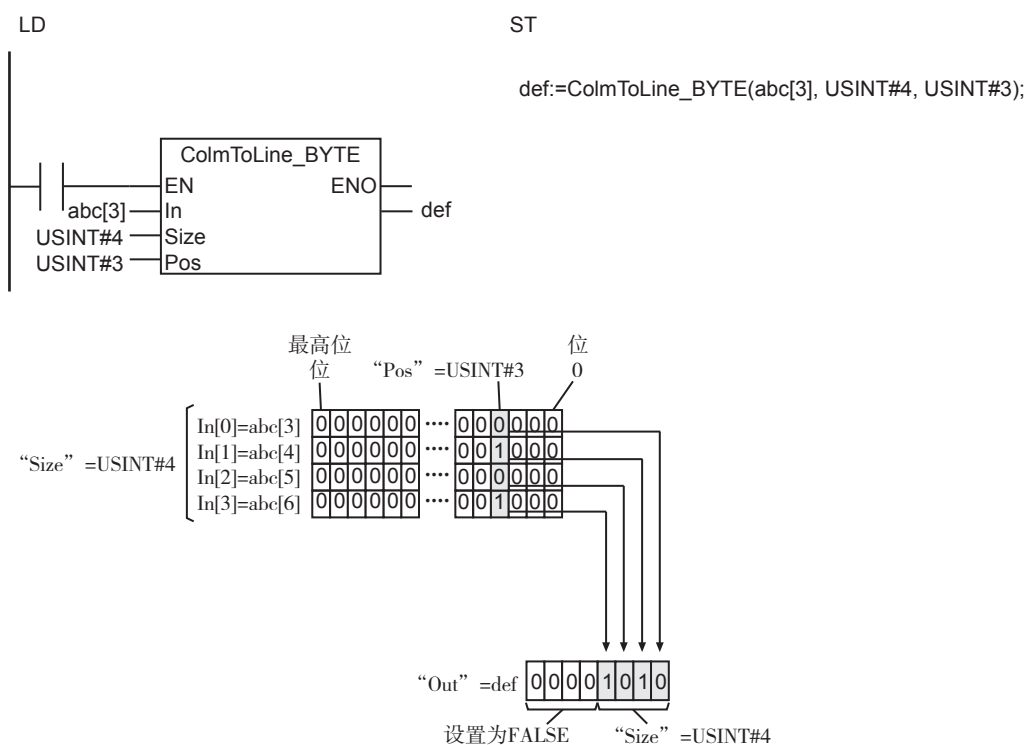 LD
ST
def:=ColmToLine_BYTE(abc[3], USINT#4, USINT#3);
ColmToLine_BYTE
EN ENO
abc[3] In def
USINT#4 Size
USINT#3 Pos
最高位
位
“Pos”=USINT#3
位
0
“Size”=USINT#4
In[0]=abc[3] 0 0 0 0 0 0 ···· 0 0 0 0 0 0
In[1]=abc[4] 0 0 0 0 0 0 ···· 0 0 1 0 0 0
In[2]=abc[5] 0 0 0 0 0 0 ···· 0 0 0 0 0 0
In[3]=abc[6] 0 0 0 0 0 0 ···· 0 0 1 0 0 0
“Out”=def 0 0 0 0 1 0 1 0
设置为FALSE “Size”=USINT#4